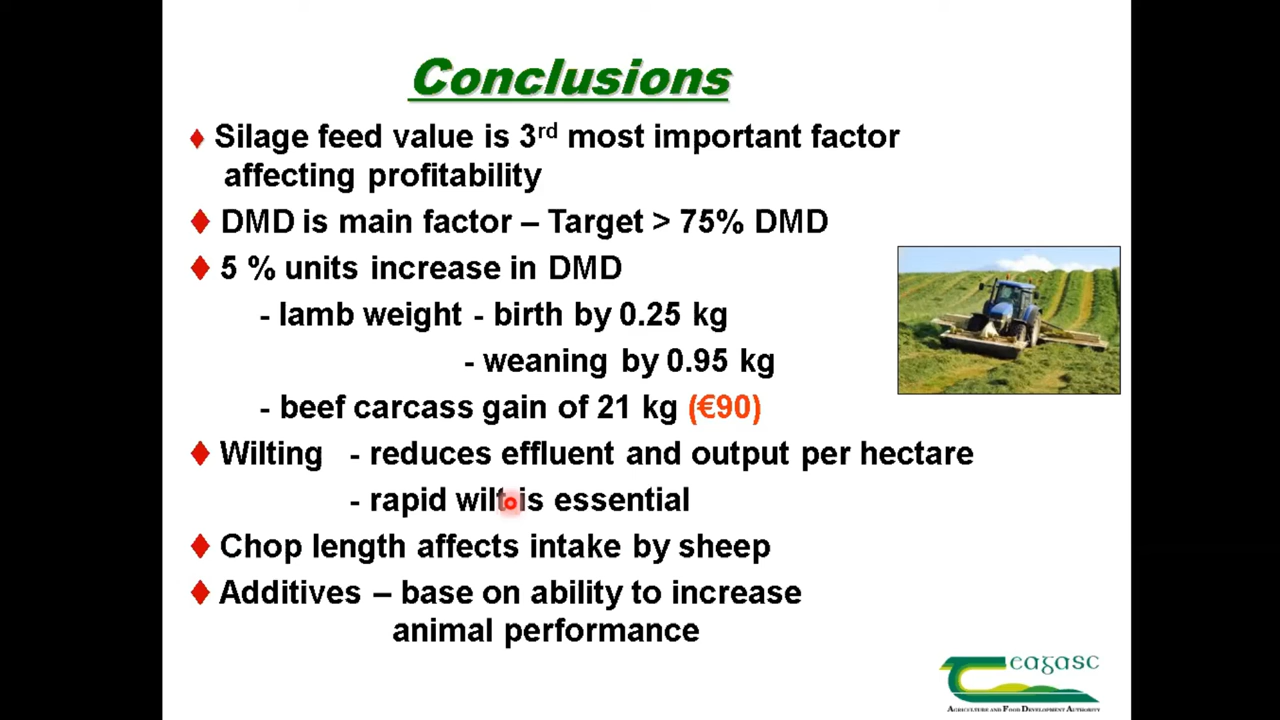 Conclusions
Silage feed value is 3rd most important factor
affecting profitability
DMD is main factor – Target > 75% DMD
5 % units increase in DMD
- lamb weight - birth by 0.25 kg
- weaning by 0.95 kg
- beef carcass gain of 21 kg (€90)
Wilting - reduces effluent and output per hectare
- rapid wilt is essential
Chop length affects intake by sheep
Additives – base on ability to increase
animal performance
Teagasc
Agriculture and Food Development Authority